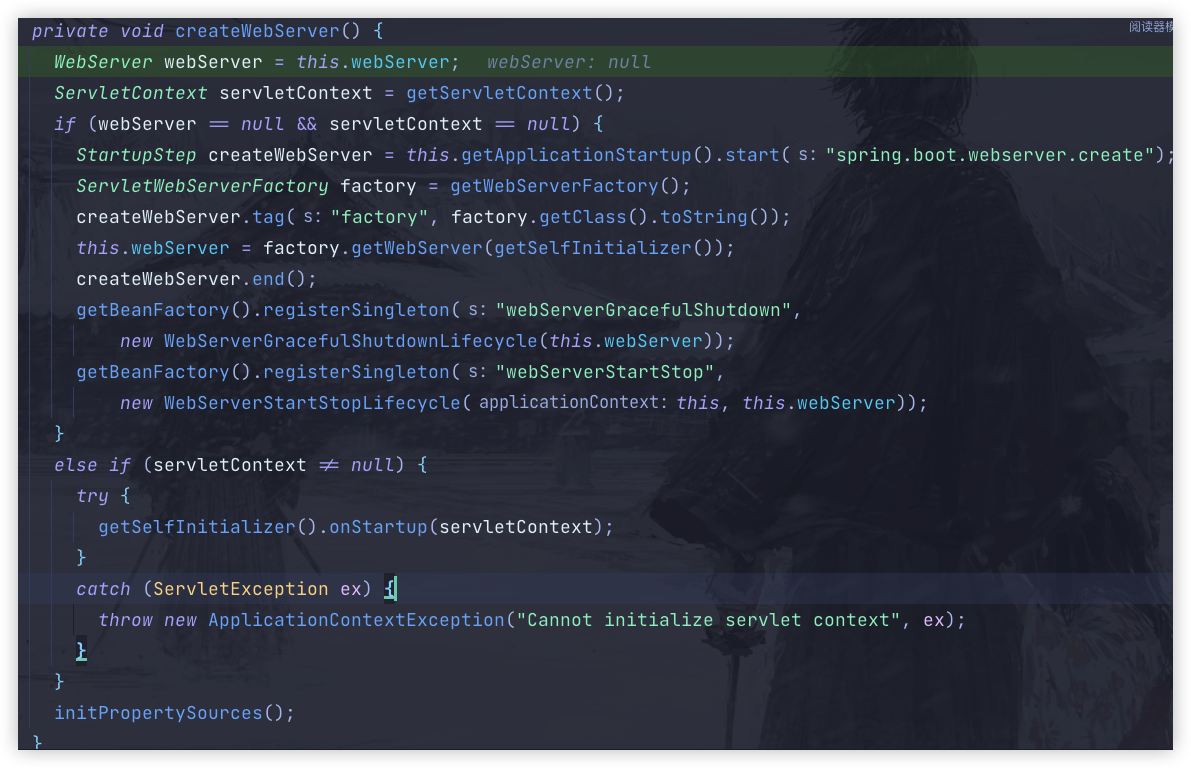 private void createWebServer() {
阅读器模
WebServer webServer = this.webServer; webServer: null
ServletContext servletContext = getServletContext();
if (webServer == null && servletContext == null) {
StartupStep createWebServer = this.getApplicationStartup().start( s: "spring.boot.webserver.create");
ServletWebServerFactory factory = getWebServerFactory();
createWebServer.tag( s: "factory", factory.getClass().toString());
this.webServer = factory.getWebServer(getSelfInitializer());
createWebServer.end();
getBeanFactory().registerSingleton( s: "webServerGracefulShutdown",
new WebServerGracefulShutdownLifecycle(this.webServer));
getBeanFactory().registerSingleton( s: "webServerStartStop",
new WebServerStartStopLifecycle( applicationContext: this, this.webServer));
}
else if (servletContext != null) {
try {
getSelfInitializer().onStartup(servletContext);
}
catch (ServletException ex) {
throw new ApplicationContextException("Cannot initialize servlet context", ex);
}
}
initPropertySources();
}